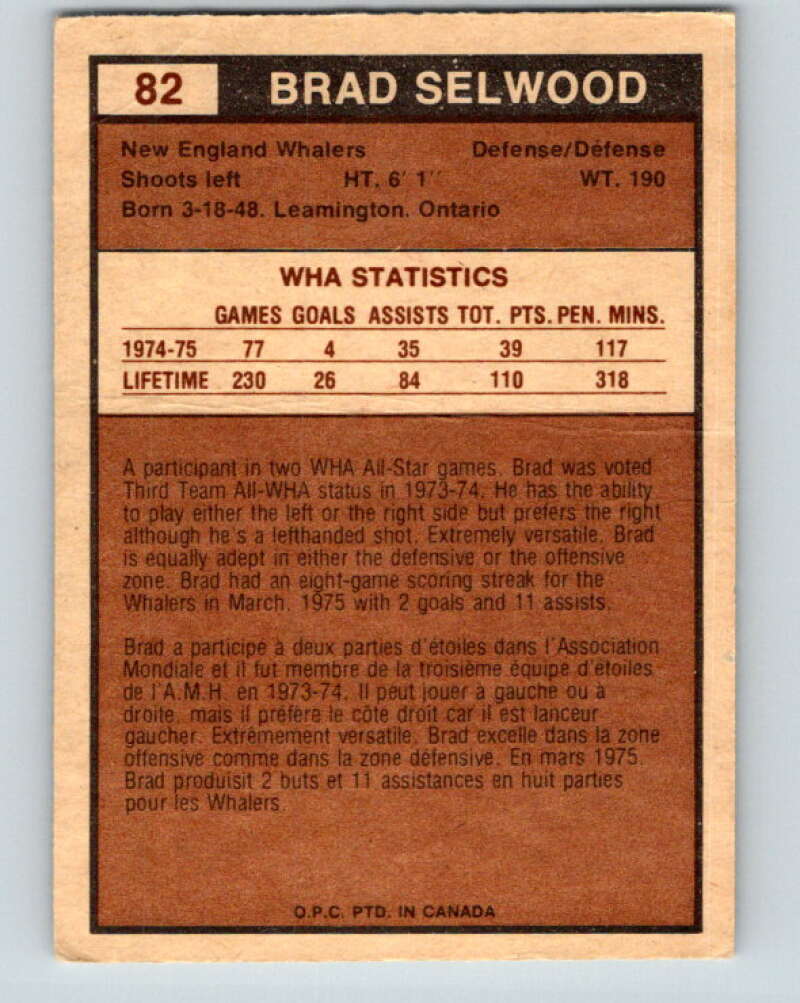 82 BRAD SELWOOD
New England Whalers Defense/Défense
Shoots left HT. 6' 1" WT. 190
Born 3-18-48. Leamington. Ontario
WHA STATISTICS
GAMES GOALS ASSISTS TOT. PTS. PEN. MINS.
1974-75 77 4 35 39 117
LIFETIME 230 26 84 110 318
A participant in two WHA All-Star games. Brad was voted
Third Team All-WHA status in 1973-74. He has the ability
to play either the left or the right side but prefers the right
although he's a lefthanded shot. Extremely versatile. Brad
is equally adept in either the defensive or the offensive
zone. Brad had an eight-game scoring streak for the
Whalers in March. 1975 with 2 goals and 11 assists.
Brad a participé à deux parties d'étoiles dans l'Association
Mondiale et il fut membre de la troisième équipe d'étoiles
de l'A.M.H. en 1973-74. Il peut jouer à gauche ou à
droite, mais il préfère le côte droit car il est lanceur
gaucher. Extrêmement versatile. Brad excelle dans la zone
offensive comme dans la zone défensive. En mars 1975.
Brad produisit 2 buts et 11 assistances en huit parties
pour les Whalers.
O.P.C. PTD. IN CANADA